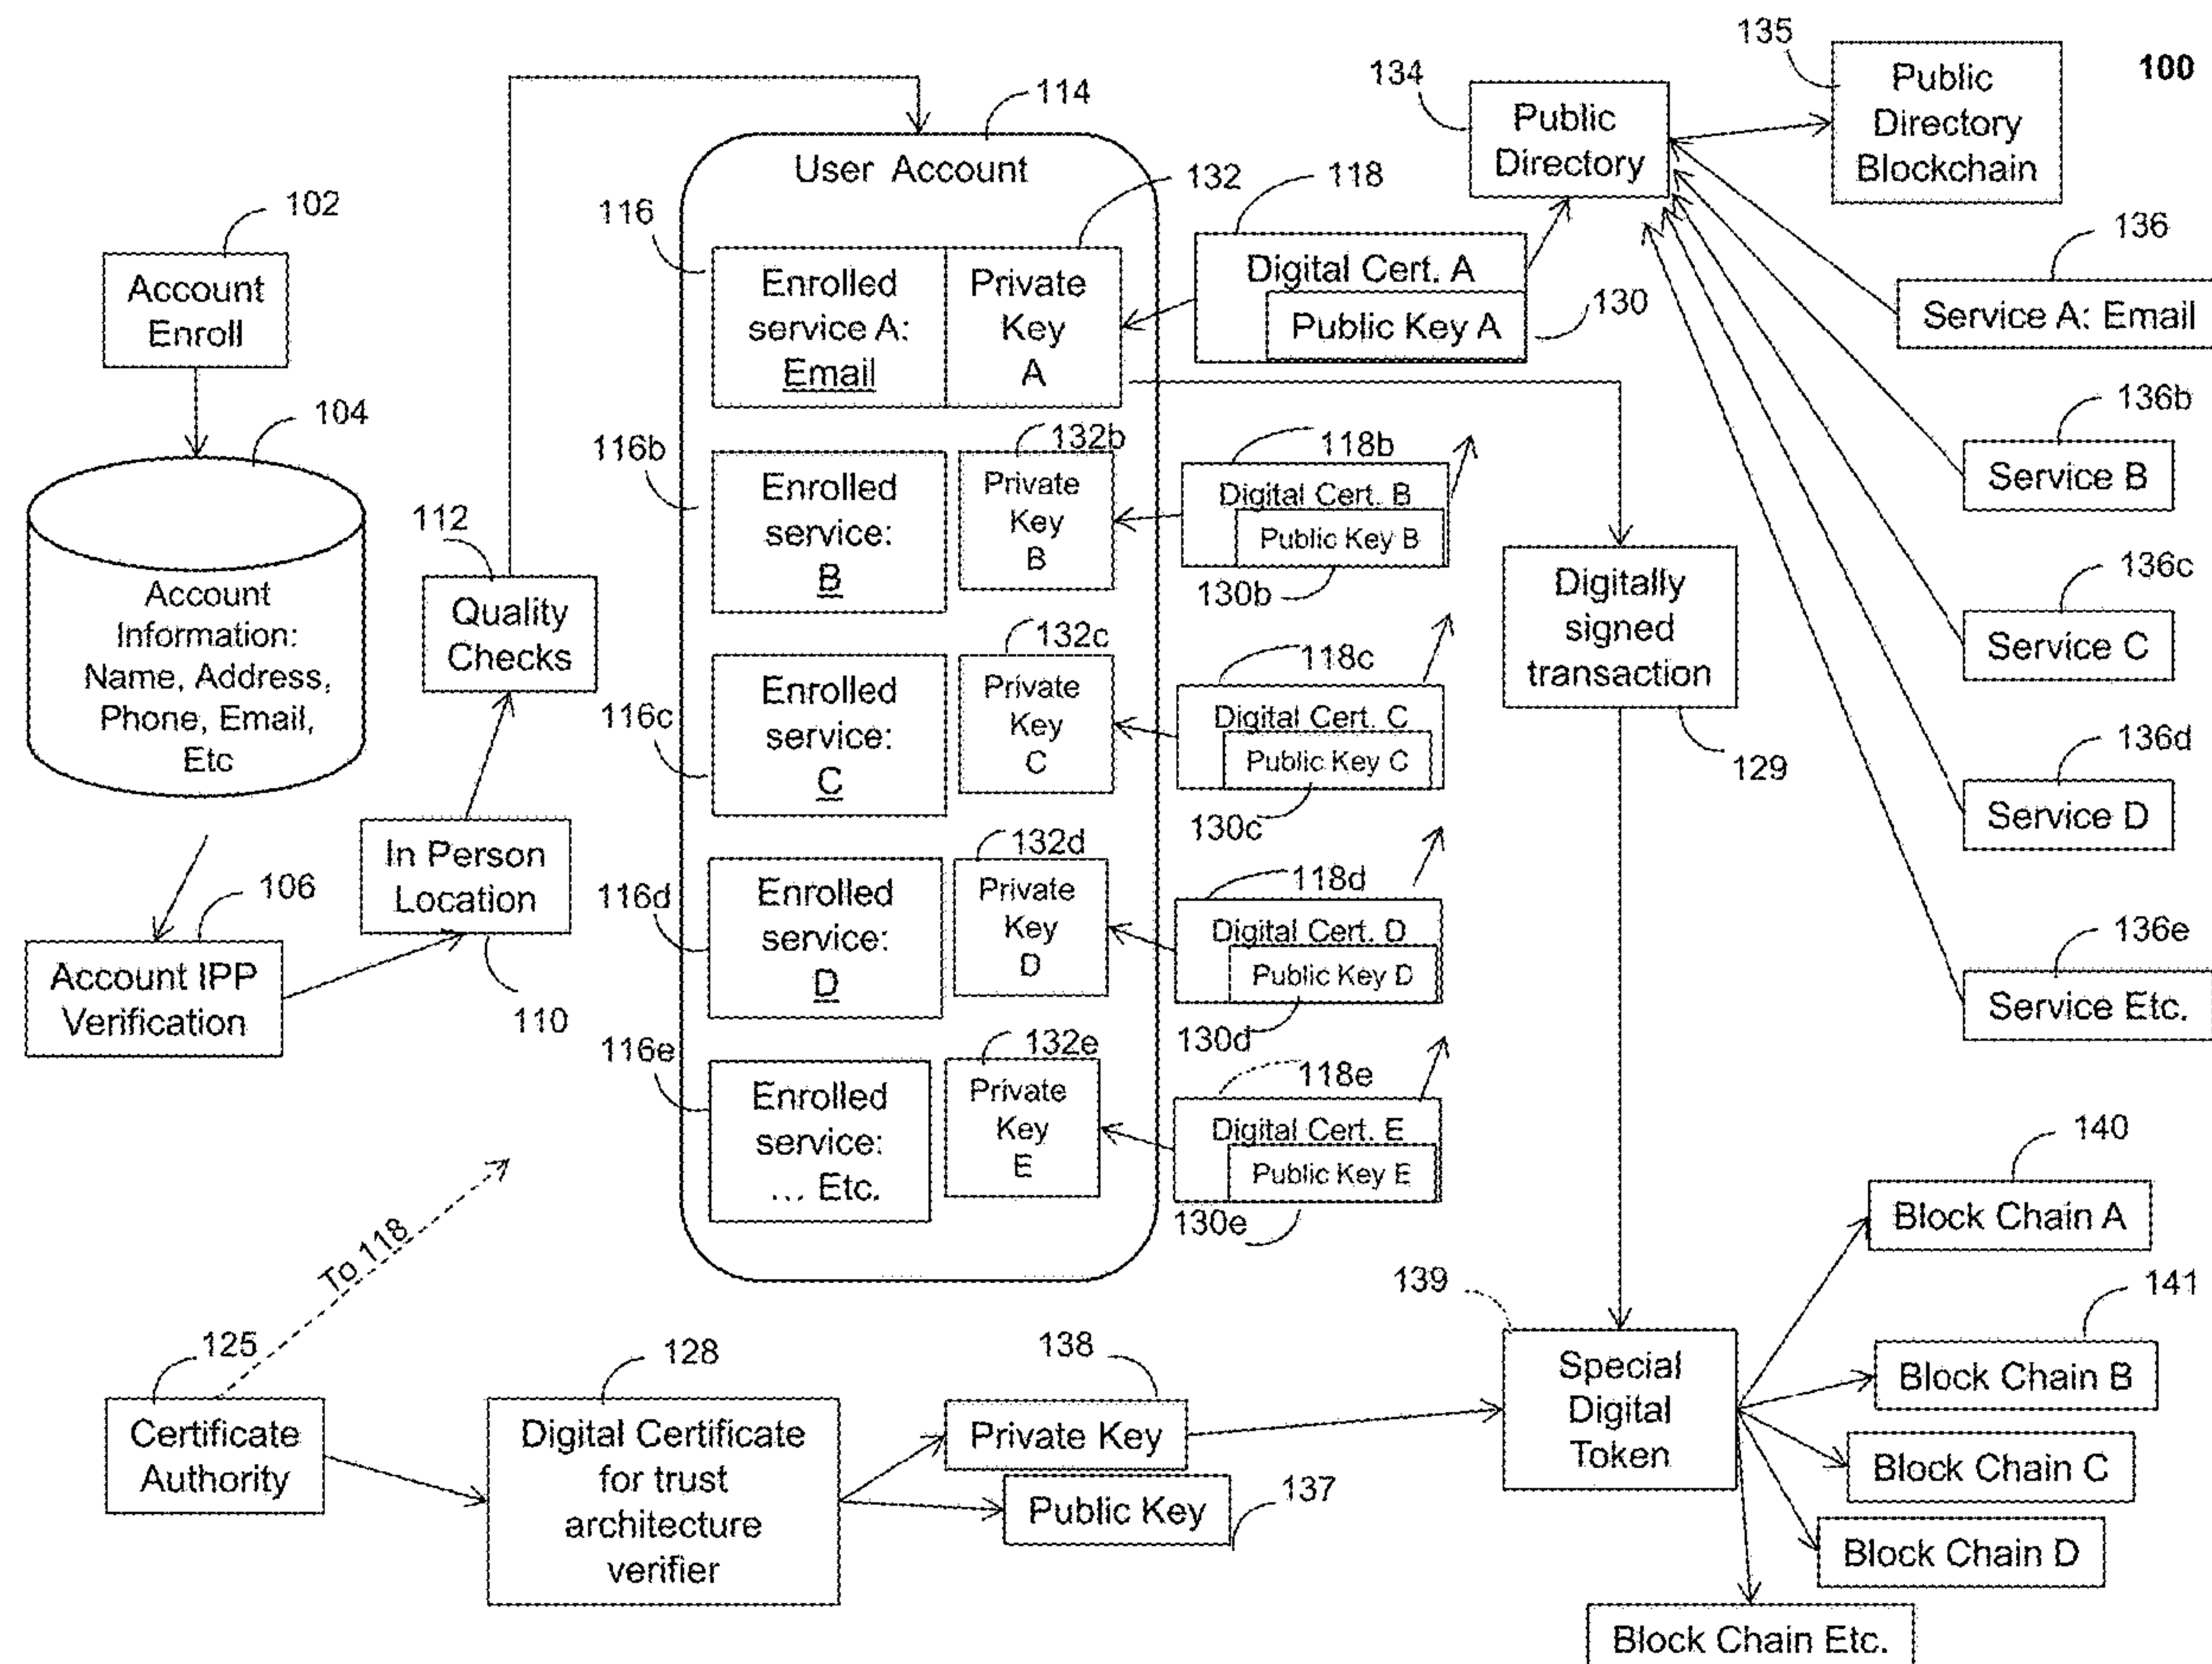 100
102
Account
Enroll
104
Account
Information:
Name, Address,
Phone, Email,
Etc
106
Account IPP
Verification
110
In Person
Location
112
Quality
Checks
114
User Account
116
Enrolled
service A:
Email
132
Private
Key
A
118
Digital Cert. A
Public Key A
130
116b
Enrolled
service:
B
132b
Private
Key
B
118b
Digital Cert. B
Public Key B
130b
116c
Enrolled
service:
C
132c
Private
Key
C
118c
Digital Cert. C
Public Key C
130c
116d
Enrolled
service:
D
132d
Private
Key
D
118d
Digital Cert. D
Public Key D
130d
116e
Enrolled
service:
... Etc.
132e
Private
Key
E
118e
Digital Cert. E
Public Key E
130e
134
Public
Directory
135
Public
Directory
Blockchain
136
Service A: Email
136b
Service B
136c
Service C
136d
Service D
136e
Service Etc.
Digitally
signed
transaction
129
To 118
125
Certificate
Authority
128
Digital Certificate
for trust
architecture
verifier
138
Private Key
Public Key
137
139
Special
Digital
Token
140
Block Chain A
141
Block Chain B
Block Chain C
Block Chain D
Block Chain Etc.